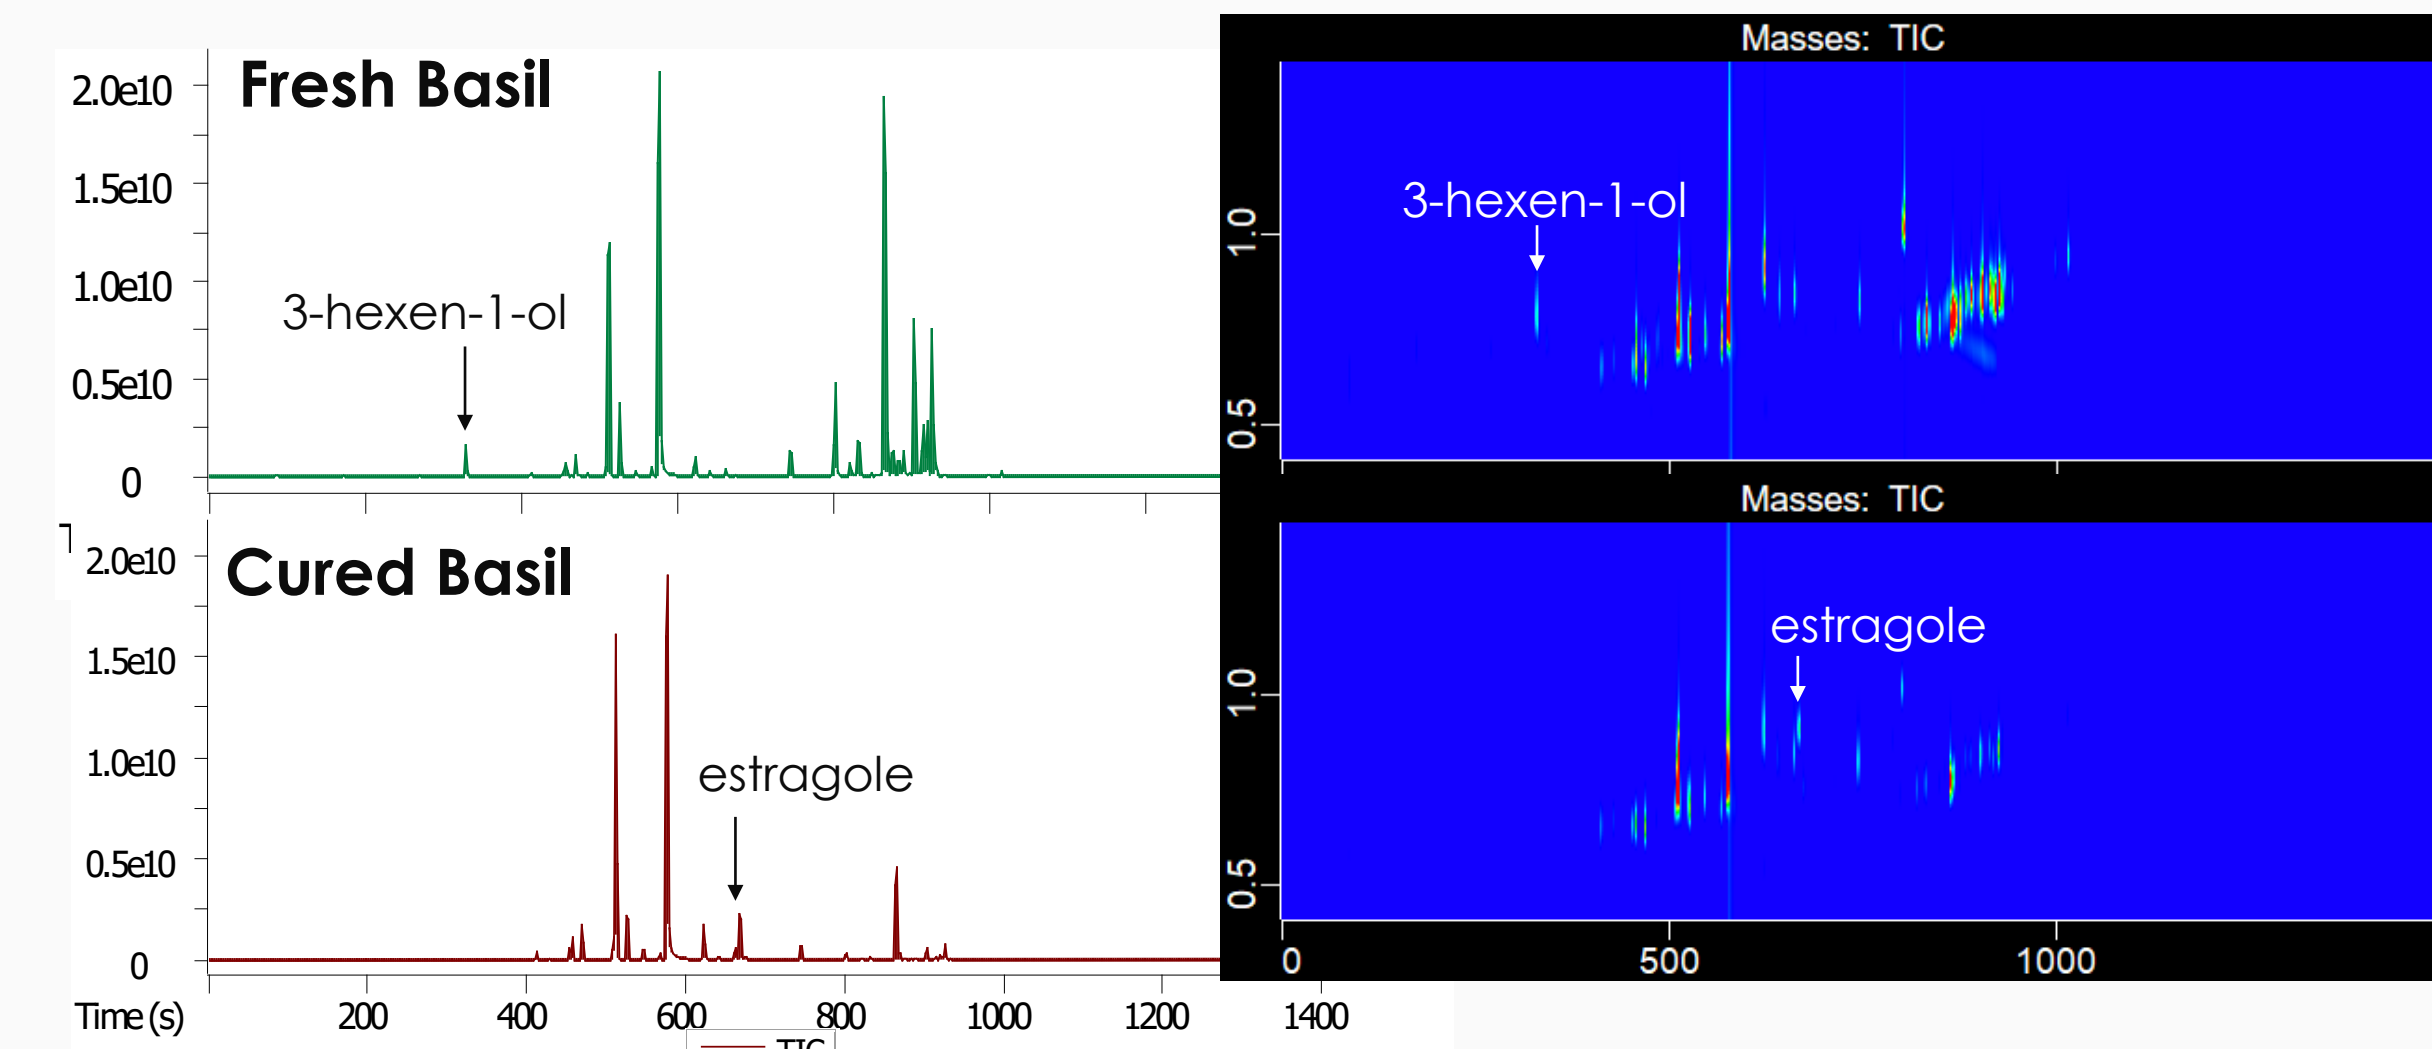 Fresh Basil
2.0e10
1.5e10
1.0e10
0.5e10
0
3-hexen-1-ol
Cured Basil
2.0e10
1.5e10
1.0e10
0.5e10
0
estragole
Time (s)
200
400
600
800
1000
1200
1400
TIC
Masses: TIC
1.0
0.5
3-hexen-1-ol
Masses: TIC
1.0
0.5
estragole
0
500
1000